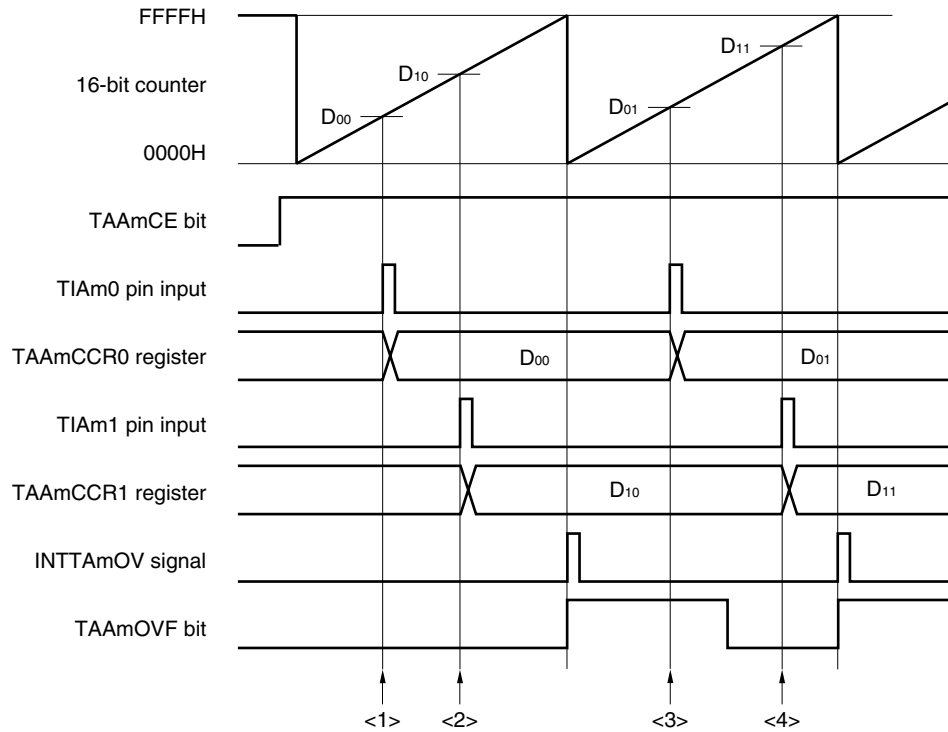 FFFFH
D11
D10
16-bit counter
D01
D00
0000H
TAAmCE bit
TIAm0 pin input
TAAmCCR0 register
D00
D01
TIAm1 pin input
TAAmCCR1 register
D10
D11
INTTAmOV signal
TAAmOVF bit
<1> <2> <3> <4>